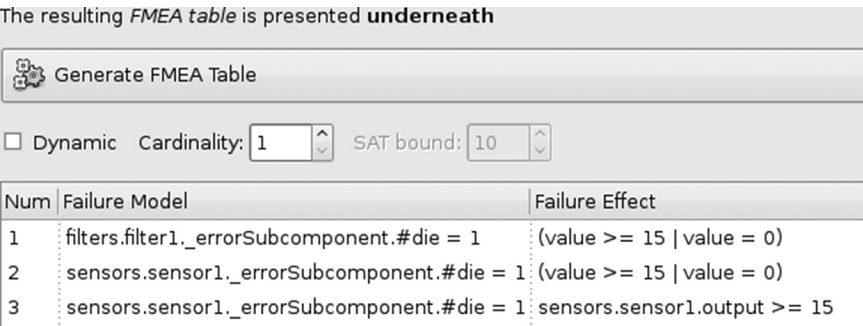 The resulting FMEA table is presented underneath
Generate FMEA Table
Dynamic Cardinality: 1 SAT bound: 10
Num Failure Model Failure Effect
1 filters.filter1._errorSubcomponent.#die = 1 (value >= 15 | value = 0)
2 sensors.sensor1._errorSubcomponent.#die = 1 (value >= 15 | value = 0)
3 sensors.sensor1._errorSubcomponent.#die = 1 sensors.sensor1.output >= 15